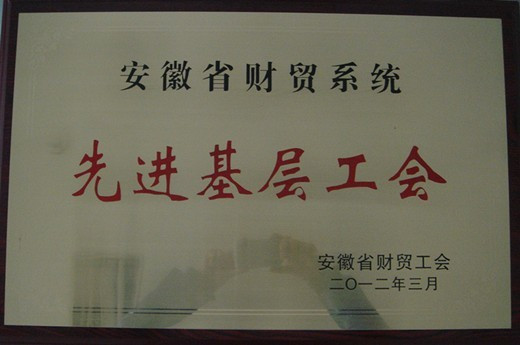 安徽省财贸系统
先进基层工会
安徽省财贸工会
二〇一二年三月